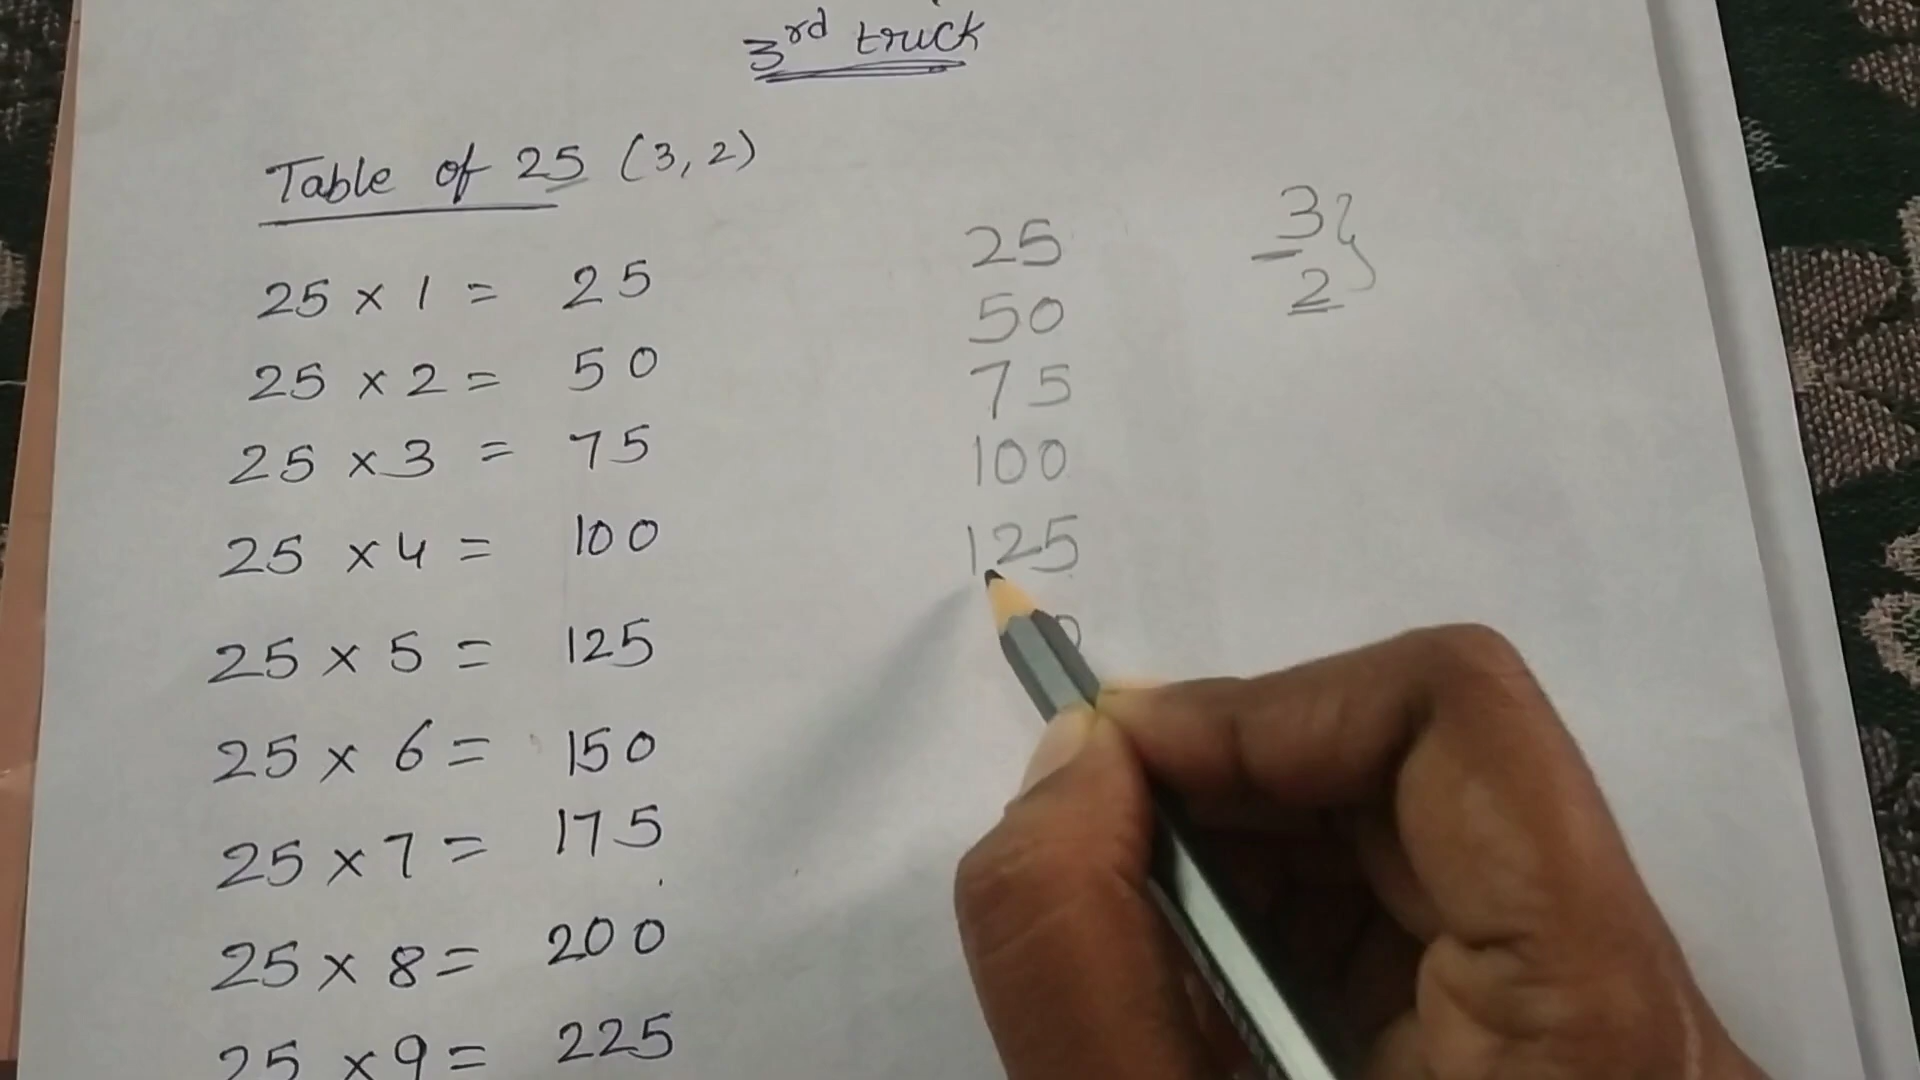 3rd truck
Table of 25 (3, 2)
25 × 1 = 25
25 × 2 = 50
25 × 3 = 75
25 × 4 = 100
25 × 5 = 125
25 × 6 = 150
25 × 7 = 175
25 × 8 = 200
25 × 9 = 225
25
50
75
100
125
0
3 }
- 2